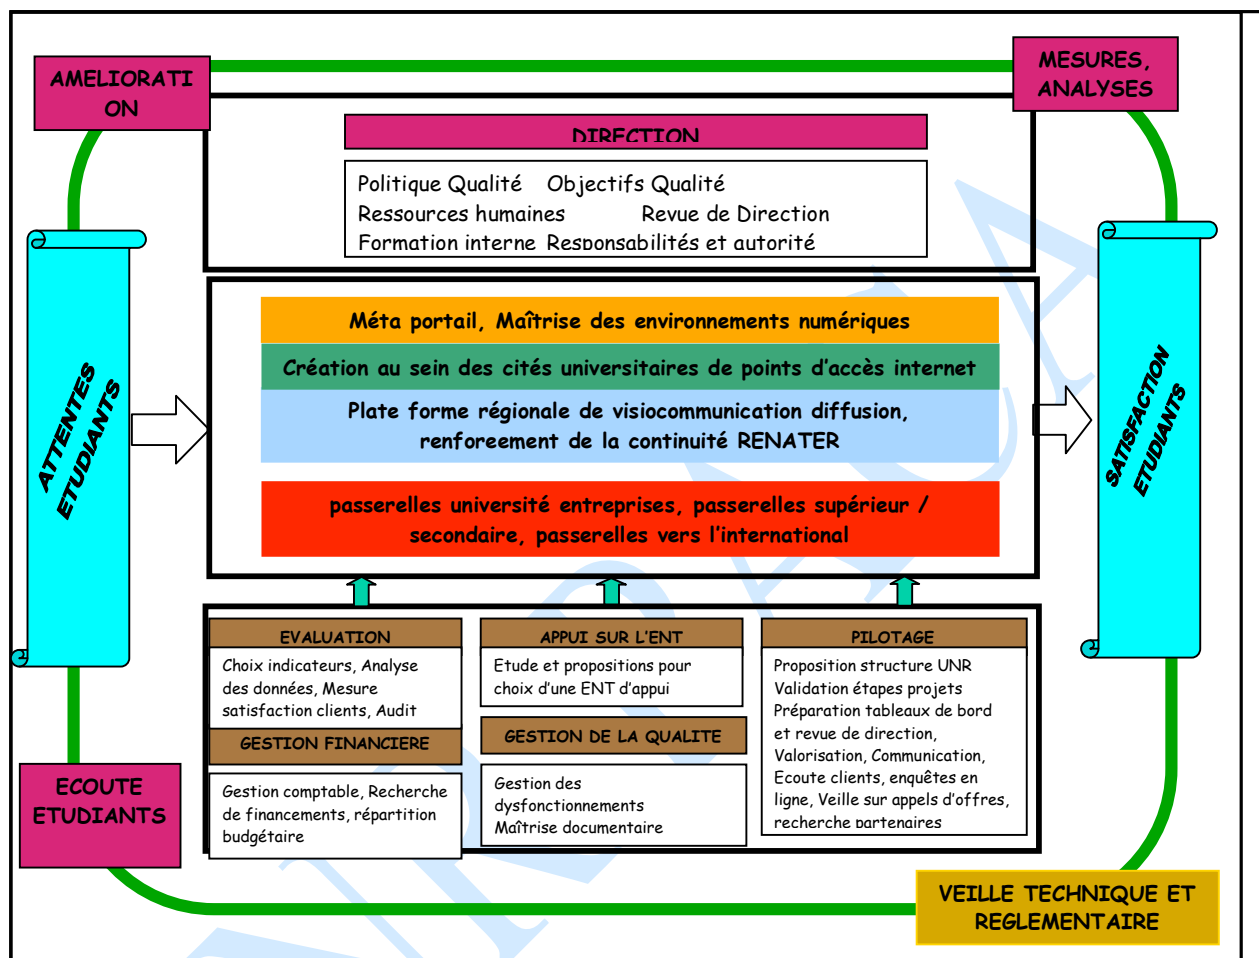 AMELIORATI
ON
MESURES,
ANALYSES
DIRECTION
Politique Qualité Objectifs Qualité
Ressources humaines Revue de Direction
Formation interne Responsabilités et autorité
ATTENTES
ETUDIANTS
Méta portail, Maîtrise des environnements numériques
Création au sein des cités universitaires de points d'accès internet
Plate forme régionale de visiocommunication diffusion,
renforeement de la continuité RENATER
passerelles université entreprises, passerelles supérieur /
secondaire, passerelles vers l'international
SATISFACTION
ETUDIANTS
EVALUATION
Choix indicateurs, Analyse
des données, Mesure
satisfaction clients, Audit
GESTION FINANCIERE
Gestion comptable, Recherche
de financements, répartition
budgétaire
APPUI SUR L'ENT
Etude et propositions pour
choix d'une ENT d'appui
GESTION DE LA QUALITE
Gestion des
dysfonctionnements
Maîtrise documentaire
PILOTAGE
Proposition structure UNR
Validation étapes projets
Préparation tableaux de bord
et revue de direction,
Valorisation, Communication,
Ecoute clients, enquêtes en
ligne, Veille sur appels d'offres,
recherche partenaires
ECOUTE
ETUDIANTS
VEILLE TECHNIQUE ET
REGLEMENTAIRE
NR PACA